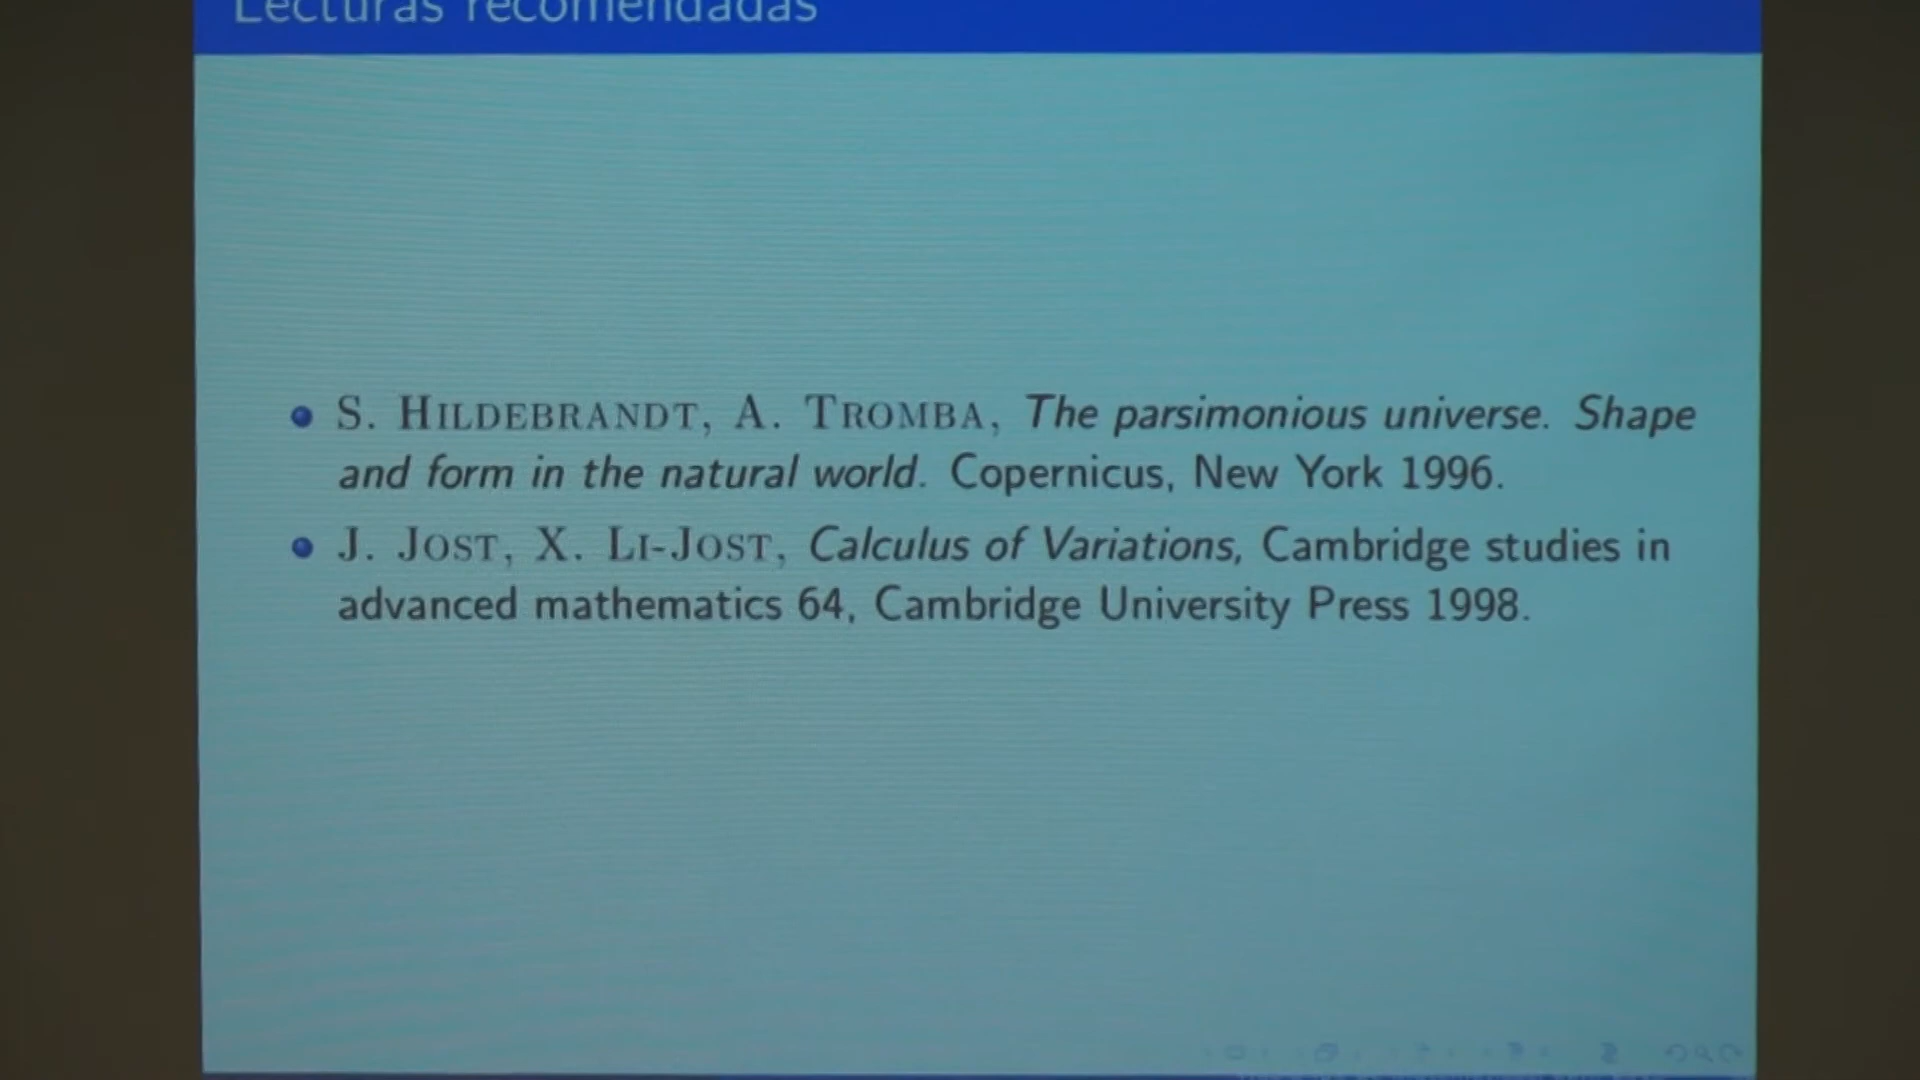 Lecturas recomendadas
S. HILDEBRANDT, A. TROMBA, The parsimonious universe. Shape
and form in the natural world. Copernicus, New York 1996.
J. JOST, X. LI-JOST, Calculus of Variations, Cambridge studies in
advanced mathematics 64, Cambridge University Press 1998.